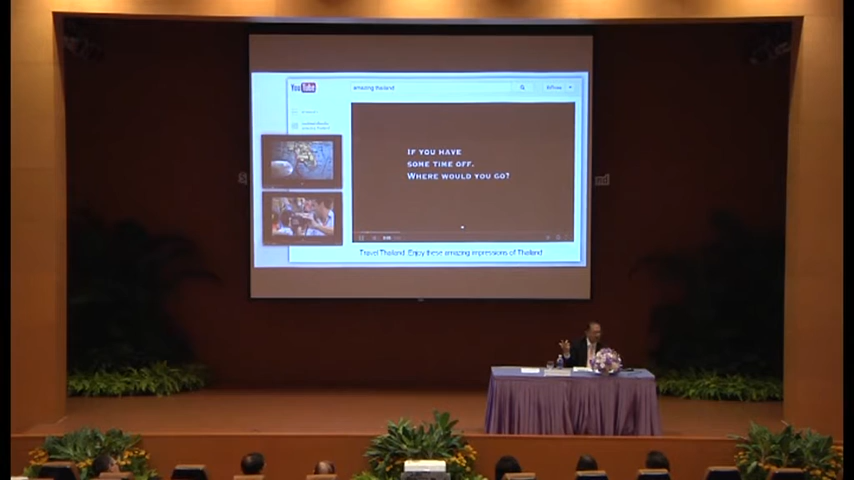 YouTube
amazing thailand
IF YOU HAVE
SOME TIME OFF.
WHERE WOULD YOU GO?
Travel Thailand. Enjoy these amazing impressions of Thailand